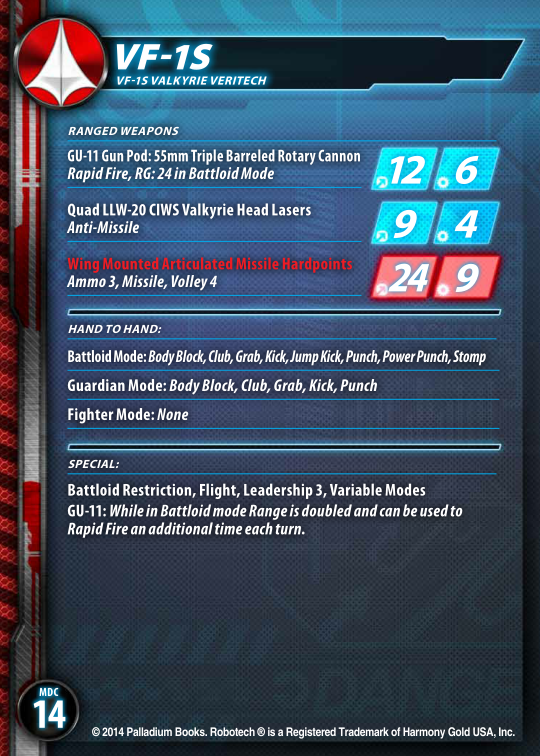 VF-1S
VF-1S VALKYRIE VERITECH
RANGED WEAPONS
GU-11 Gun Pod: 55mm Triple Barreled Rotary Cannon
Rapid Fire, RG: 24 in Battloid Mode
12 6
Quad LLW-20 CIWS Valkyrie Head Lasers
Anti-Missile
9 4
Wing Mounted Articulated Missile Hardpoints
Ammo 3, Missile, Volley 4
24 9
HAND TO HAND:
Battloid Mode: Body Block, Club, Grab, Kick, Jump Kick, Punch, Power Punch, Stomp
Guardian Mode: Body Block, Club, Grab, Kick, Punch
Fighter Mode: None
SPECIAL:
Battloid Restriction, Flight, Leadership 3, Variable Modes
GU-11: While in Battloid mode Range is doubled and can be used to
Rapid Fire an additional time each turn.
MDC
14
© 2014 Palladium Books. Robotech ® is a Registered Trademark of Harmony Gold USA, Inc.